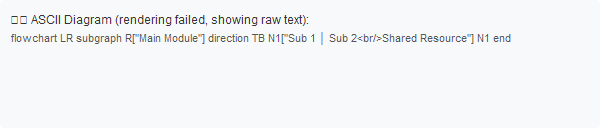 ASCII Diagram (rendering failed, showing raw text):
flowchart LR subgraph R["Main Module"] direction TB N1["Sub 1 │ Sub 2<br/>Shared Resource"] N1 end